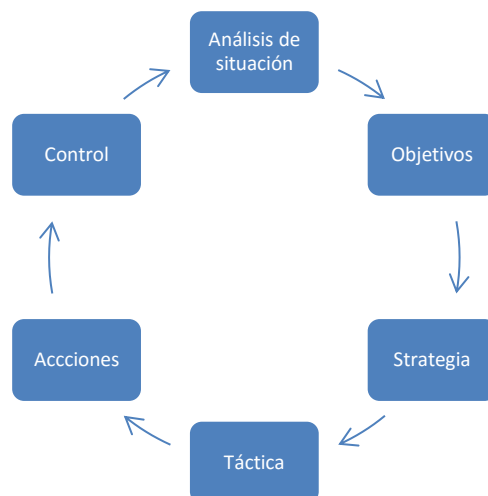 Análisis de
situación
Objetivos
Strategia
Táctica
Accciones
Control